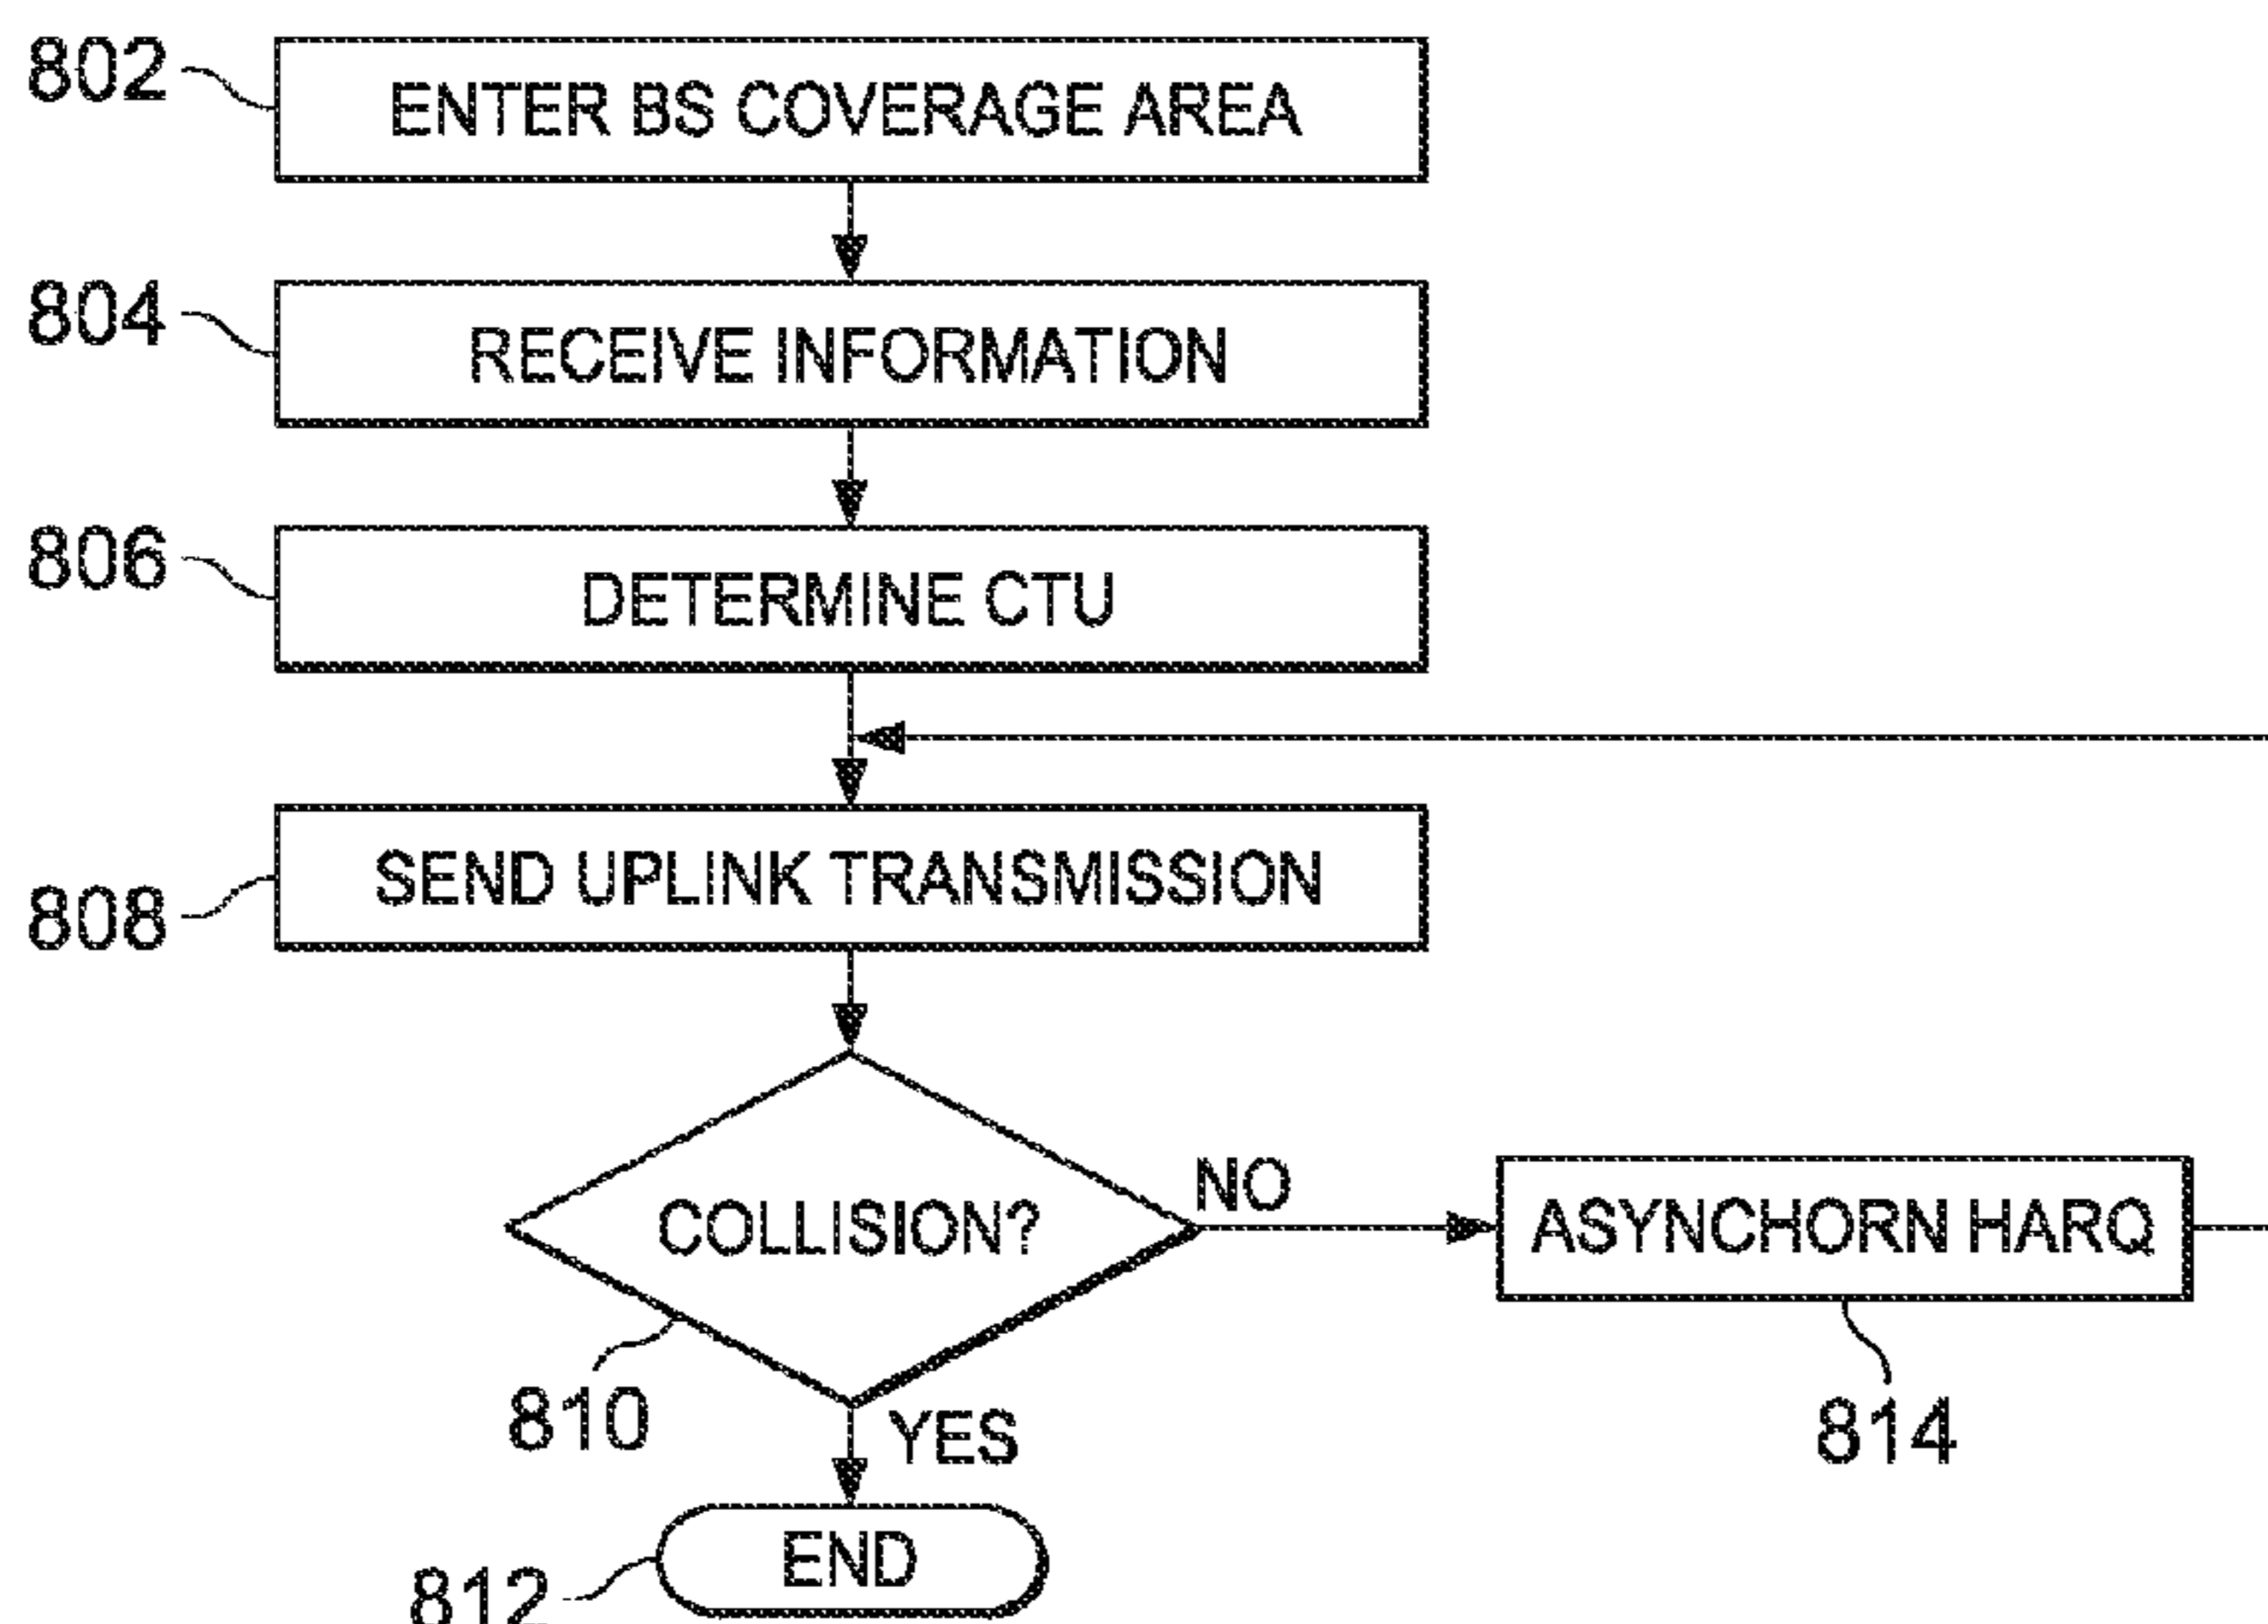 802
ENTER BS COVERAGE AREA
804
RECEIVE INFORMATION
806
DETERMINE CTU
808
SEND UPLINK TRANSMISSION
COLLISION?
NO
ASYNCHORN HARQ
810
YES
814
END
812